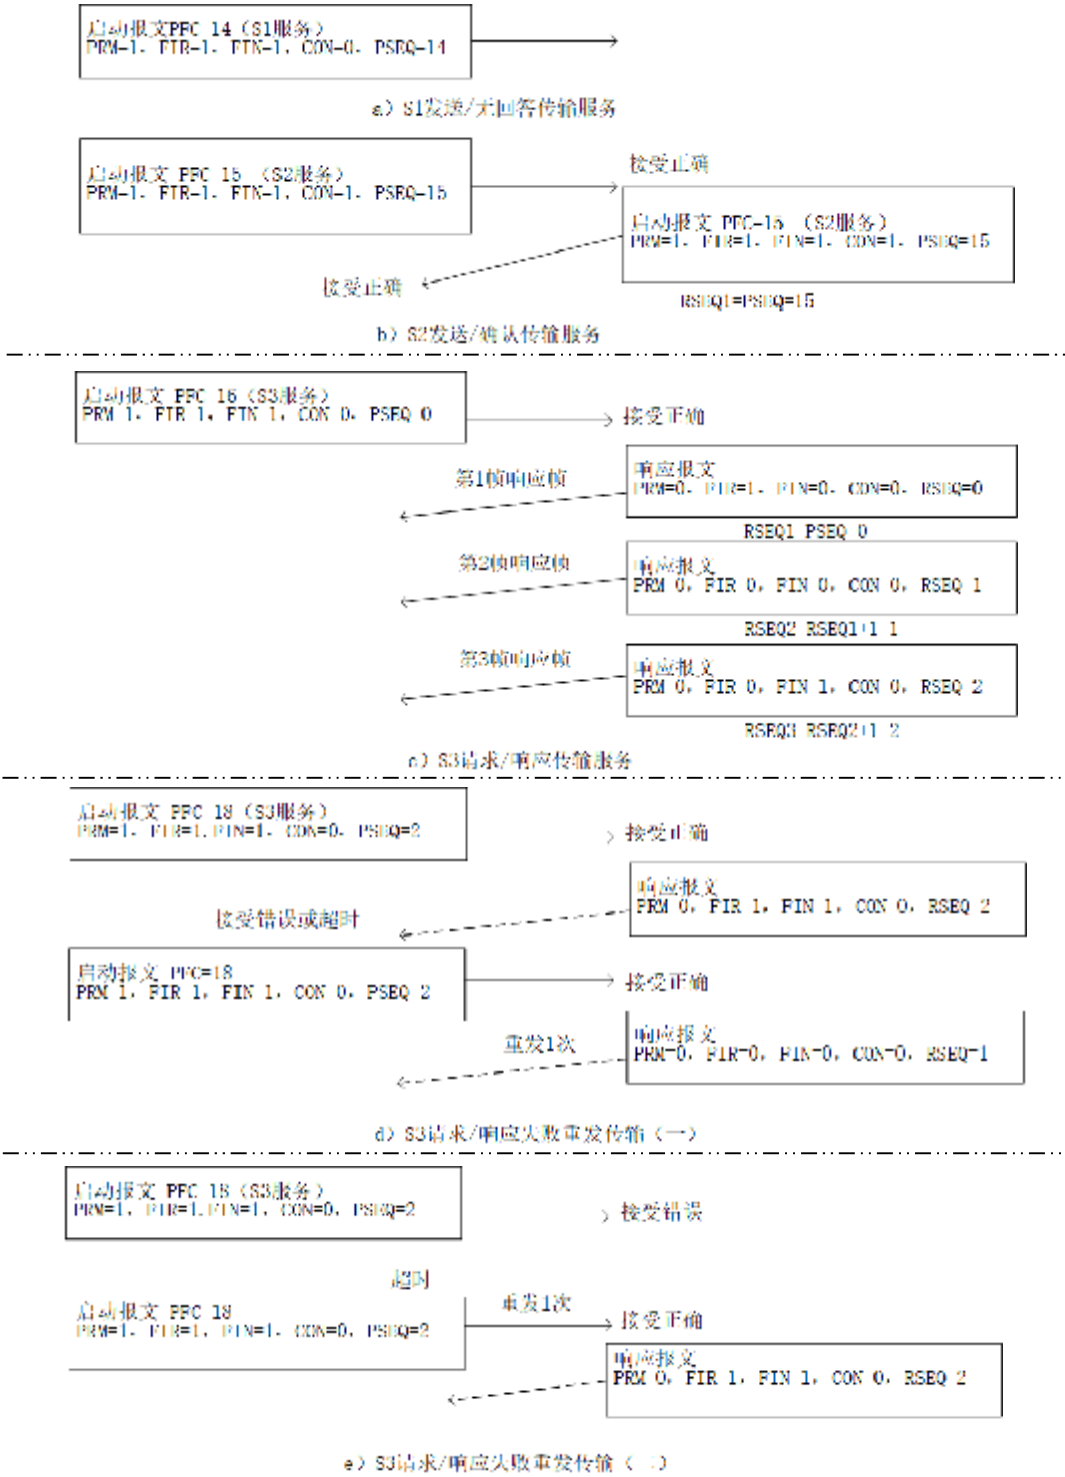 启动报文PFC 14（S1服务）
PRM=1, FIR=1, FIN=1, CON=0, PSEQ=14
a）S1发送/无回答传输服务
启动报文 PFC 15 （S2服务）
PRM=1, FIR=1, FIN=1, CON=1, PSEQ=15
接受正确
启动报文 PFC=15 （S2服务）
PRM=1, FIR=1, FIN=1, CON=1, PSEQ=15
接受正确
RSEQ1=PSEQ=15
b）S2发送/确认传输服务
启动报文 PFC 16（S3服务）
PRM 1, FIR 1, FIN 1, CON 0, PSEQ 0
接受正确
响应报文
第1帧响应帧
PRM=0, FIR=1, FIN=0, CON=0, RSEQ=0
RSEQ1 PSEQ 0
第2帧响应帧
响应报文
PRM 0, FIR 0, FIN 0, CON 0, RSEQ 1
RSEQ2 RSEQ1+1 1
第3帧响应帧
响应报文
PRM 0, FIR 0, FIN 1, CON 0, RSEQ 2
RSEQ3 RSEQ2+1 2
c）S3请求/响应传输服务
启动报文 PFC 18（S3服务）
PRM=1, FIR=1,FIN=1, CON=0, PSEQ=2
接受正确
响应报文
PRM 0, FIR 1, FIN 1, CON 0, RSEQ 2
接受错误或超时
启动报文 PFC=18
PRM 1, FIR 1, FIN 1, CON 0, PSEQ 2
接受正确
响应报文
重发1次
PRM=0, FIR=0, FIN=0, CON=0, RSEQ=1
d）S3请求/响应失败重发传输（一）
启动报文 PFC 18（S3服务）
PRM=1, FIR=1,FIN=1, CON=0, PSEQ=2
接受错误
超时
启动报文 PFC 18
PRM=1, FIR=1, FIN=1, CON=0, PSEQ=2
重发1次
接受正确
响应报文
PRM 0, FIR 1, FIN 1, CON 0, RSEQ 2
e）S3请求/响应失败重发传输（二）